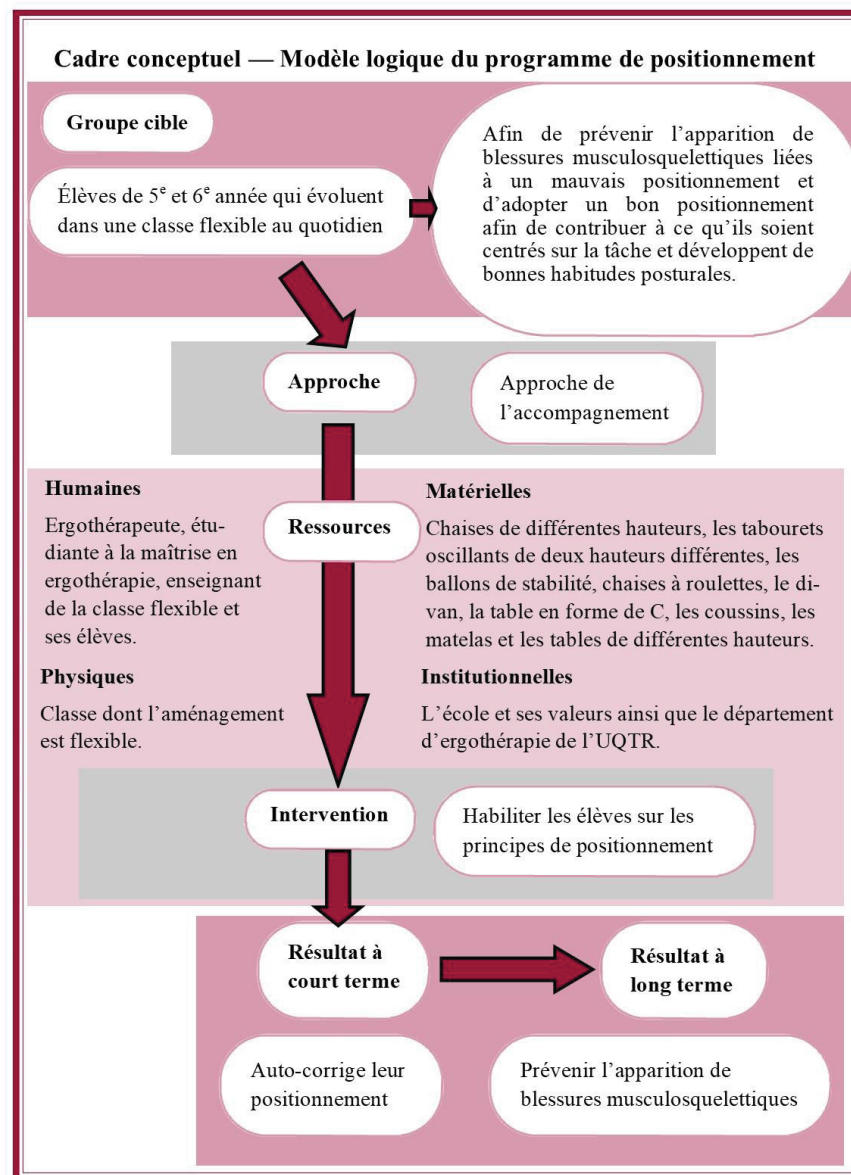 Cadre conceptuel — Modèle logique du programme de positionnement
Groupe cible
Élèves de 5e et 6e année qui évoluent
dans une classe flexible au quotidien
Afin de prévenir l’apparition de
blessures musculosquelettiques liées
à un mauvais positionnement et
d’adopter un bon positionnement
afin de contribuer à ce qu’ils soient
centrés sur la tâche et développent de
bonnes habitudes posturales.
Approche
Approche de
l’accompagnement
Ressources
Humaines
Ergothérapeute, étu-
diante à la maîtrise en
ergothérapie, enseignant
de la classe flexible et
ses élèves.
Matérielles
Chaises de différentes hauteurs, les tabourets
oscillants de deux hauteurs différentes, les
ballons de stabilité, chaises à roulettes, le di-
van, la table en forme de C, les coussins, les
matelas et les tables de différentes hauteurs.
Physiques
Classe dont l’aménagement
est flexible.
Institutionnelles
L’école et ses valeurs ainsi que le département
d’ergothérapie de l’UQTR.
Intervention
Habiliter les élèves sur les
principes de positionnement
Résultat à
court terme
Résultat à
long terme
Auto-corrige leur
positionnement
Prévenir l’apparition de
blessures musculosquelettiques